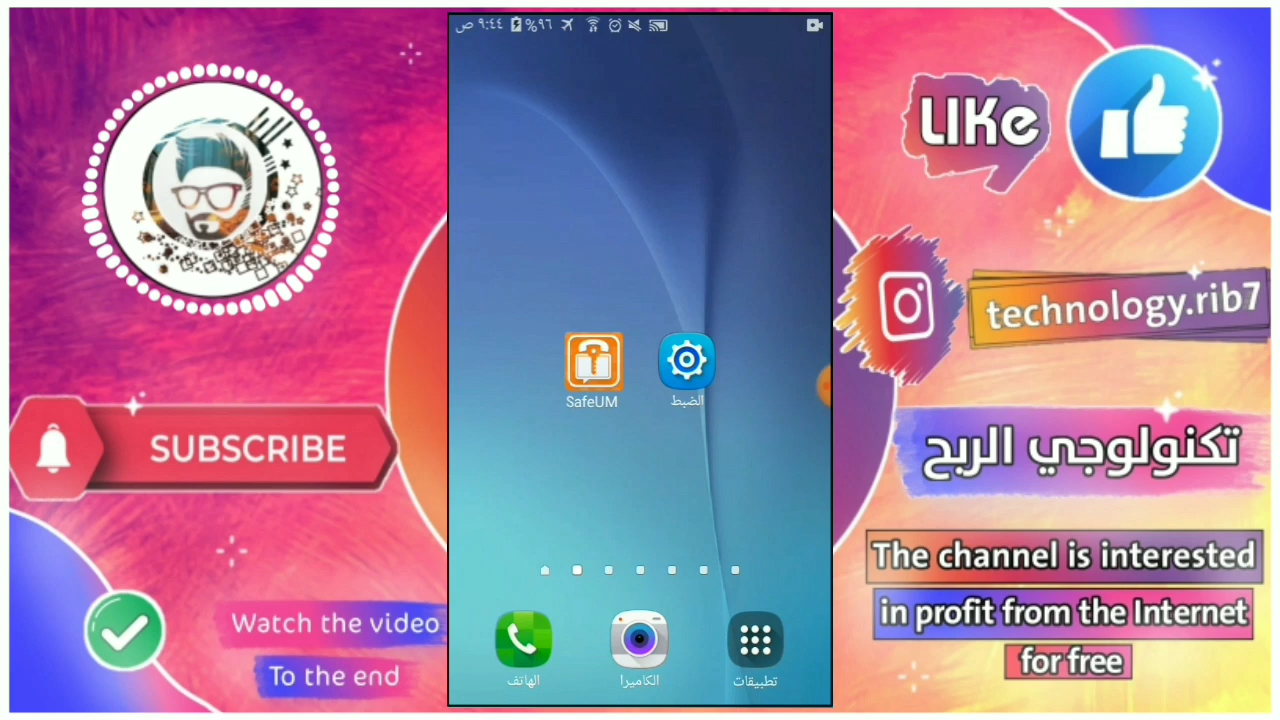 ٩:٤٤ ص
%٩٦
LIKe
technology.rib7
SafeUM
الضبط
SUBSCRIBE
تكنولوجي الربح
The channel is interested
in profit from the Internet
for free
Watch the video
To the end
الهاتف
الكاميرا
تطبيقات